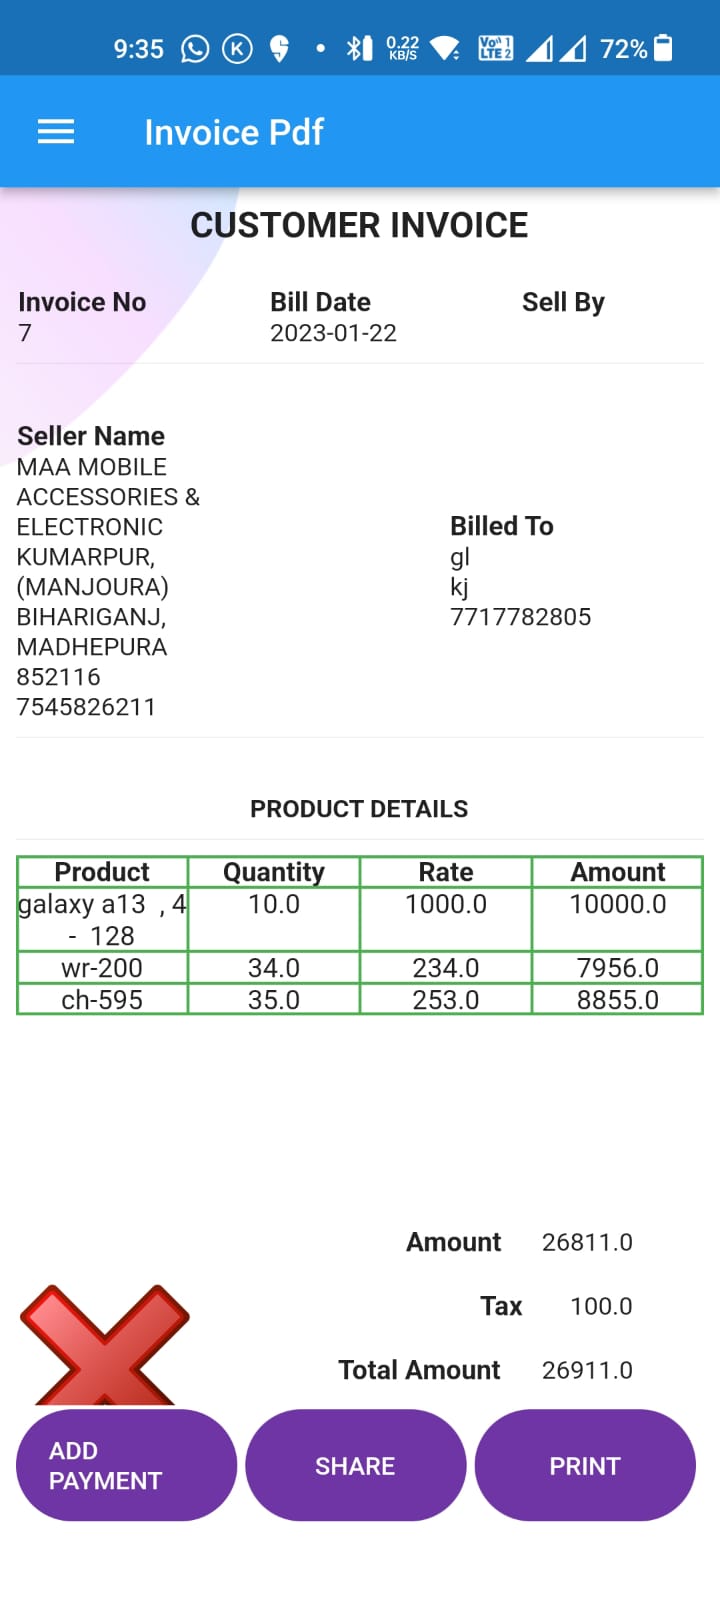 9:35 K 0.22 KB/S Vo 1 LTE 2 72%
Invoice Pdf
CUSTOMER INVOICE
Invoice No Bill Date Sell By
7 2023-01-22
Seller Name
MAA MOBILE
ACCESSORIES &
ELECTRONIC
KUMARPUR,
(MANJOURA)
BIHARIGANJ,
MADHEPURA
852116
7545826211
Billed To
gl
kj
7717782805
PRODUCT DETAILS
Product Quantity Rate Amount
galaxy a13 , 4 10.0 1000.0 10000.0
- 128
wr-200 34.0 234.0 7956.0
ch-595 35.0 253.0 8855.0
Amount 26811.0
Tax 100.0
Total Amount 26911.0
ADD
PAYMENT
SHARE
PRINT